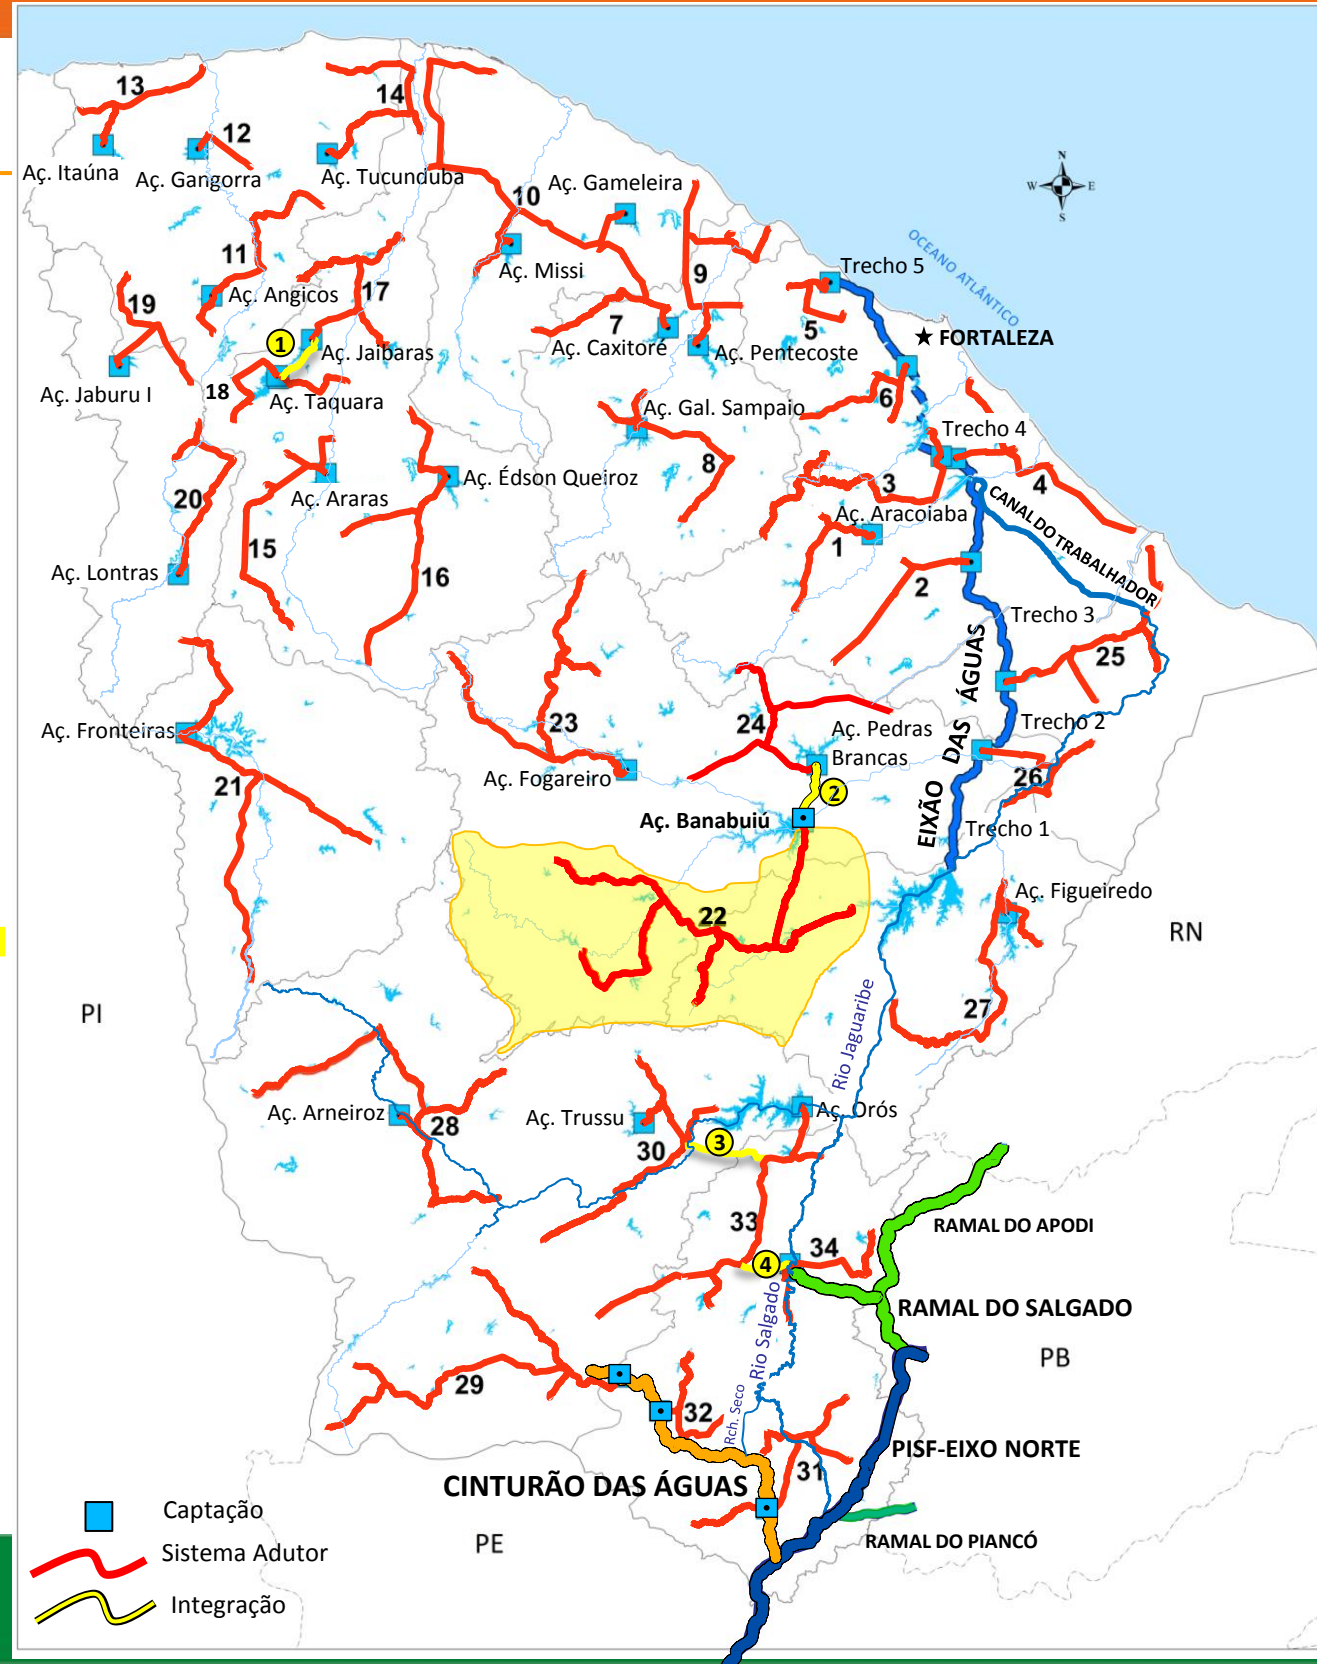 13
14
12
Aç. Itaúna
Aç. Gangorra
Aç. Tucunduba
10
Aç. Gameleira
N
W
E
S
11
Aç. Missi
9
Trecho 5
OCEANO ATLÂNTICO
19
Aç. Angicos
17
7
5
FORTALEZA
1
Aç. Jaibaras
Aç. Caxitoré
Aç. Pentecoste
Aç. Jaburu I
18
Aç. Taquara
6
Aç. Gal. Sampaio
Trecho 4
8
20
Aç. Araras
Aç. Édson Queiroz
3
4
CANAL DO TRABALHADOR
Aç. Aracoiaba
15
1
Aç. Lontras
16
2
Trecho 3
25
EIXÃO DAS ÁGUAS
Aç. Fronteiras
23
24
Aç. Pedras
Brancas
Trecho 2
21
Aç. Fogareiro
2
26
Aç. Banabuiú
Trecho 1
Aç. Figueiredo
22
RN
PI
27
Rio Jaguaribe
Aç. Arneiroz
28
Aç. Trussu
Aç. Orós
30
3
33
34
RAMAL DO APODI
4
RAMAL DO SALGADO
Rio Salgado
PB
29
32
Rch. Seco
PISF-EIXO NORTE
31
CINTURÃO DAS ÁGUAS
Captação
RAMAL DO PIANCÓ
PE
Sistema Adutor
Integração